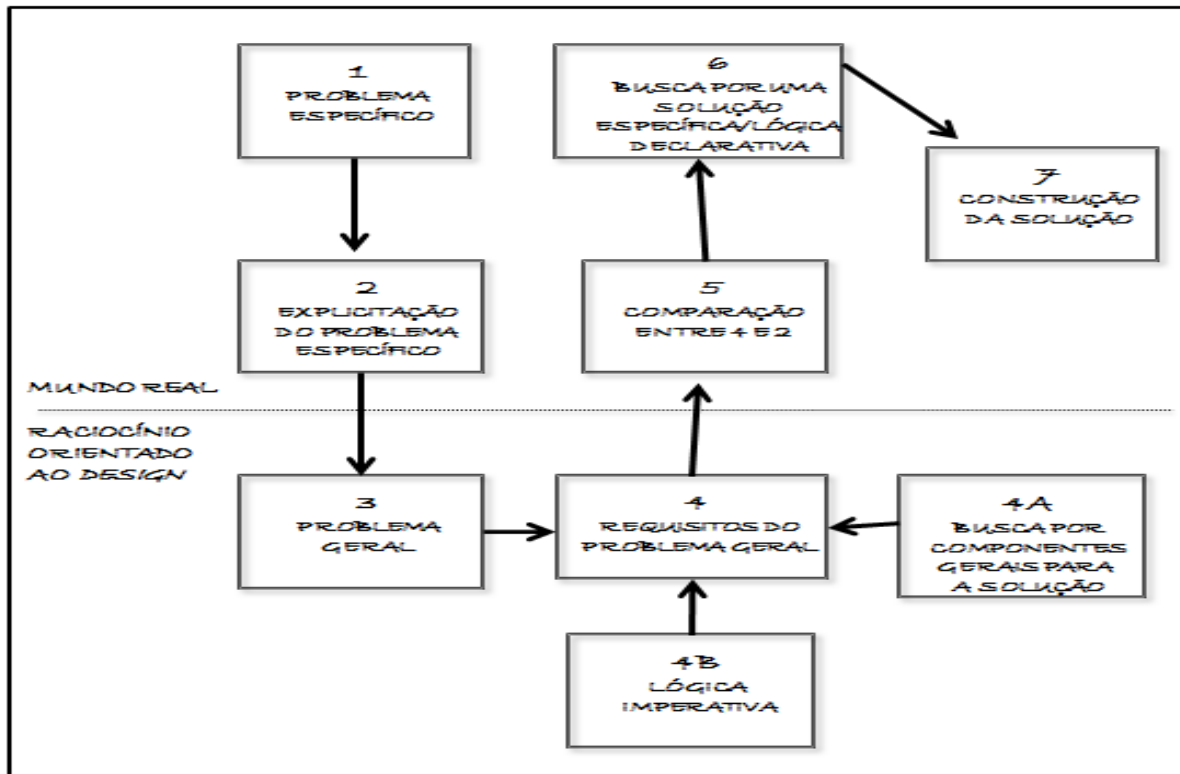 1
PROBLEMA
ESPECÍFICO
2
EXPLICITAÇÃO
DO PROBLEMA
ESPECÍFICO
MUNDO REAL
RACIOCÍNIO
ORIENTADO
AO DESIGN
3
PROBLEMA
GERAL
4
REQUISITOS DO
PROBLEMA GERAL
4A
BUSCA POR
COMPONENTES
GERAIS PARA
A SOLUÇÃO
4B
LÓGICA
IMPERATIVA
5
COMPARAÇÃO
ENTRE 4 E 2
6
BUSCA POR UMA
SOLUÇÃO
ESPECÍFICA/LÓGICA
DECLARATIVA
7
CONSTRUÇÃO
DA SOLUÇÃO